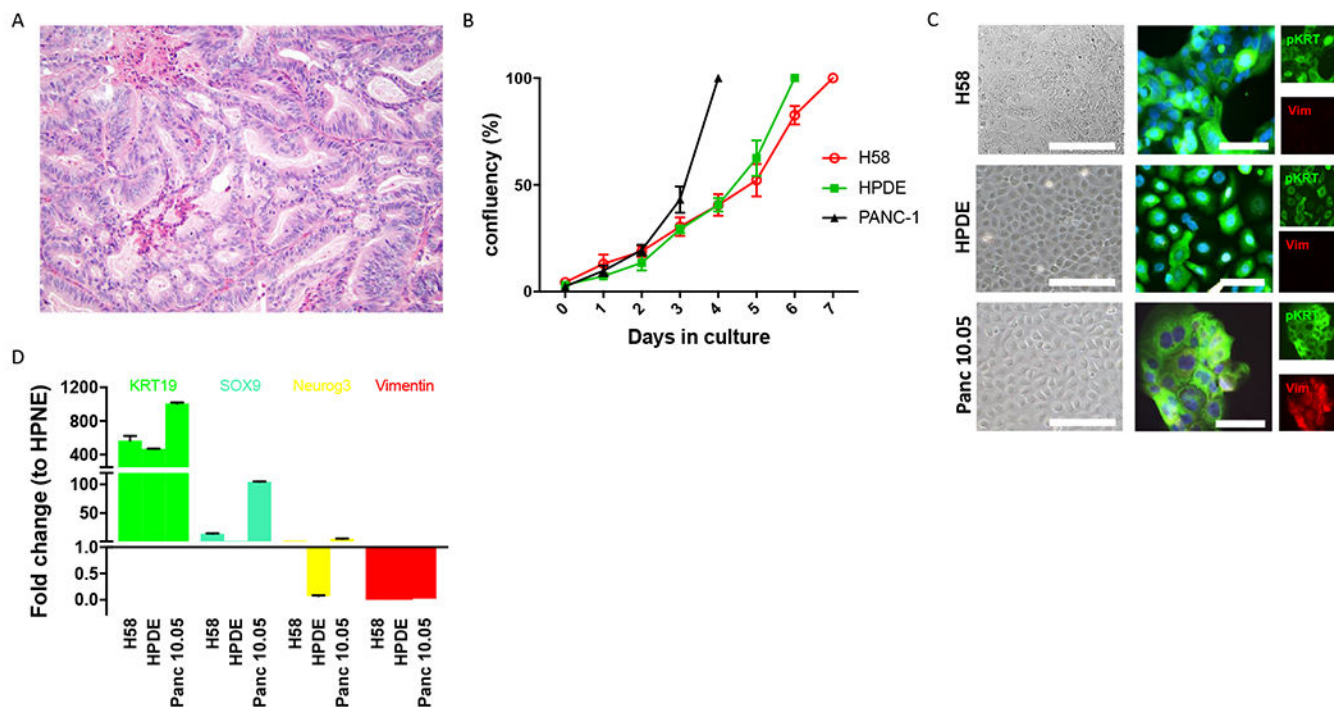 A
B
100
50
0
confluency (%)
0 1 2 3 4 5 6 7
Days in culture
H58
HPDE
PANC-1
C
H58
pKRT
Vim
HPDE
pKRT
Vim
Panc 10.05
pKRT
Vim
D
KRT19 SOX9 Neurog3 Vimentin
Fold change (to HPNE)
1200
800
400
100
50
1.0
0.5
0.0
H58
HPDE
Panc 10.05
H58
HPDE
Panc 10.05
H58
HPDE
Panc 10.05
H58
HPDE
Panc 10.05